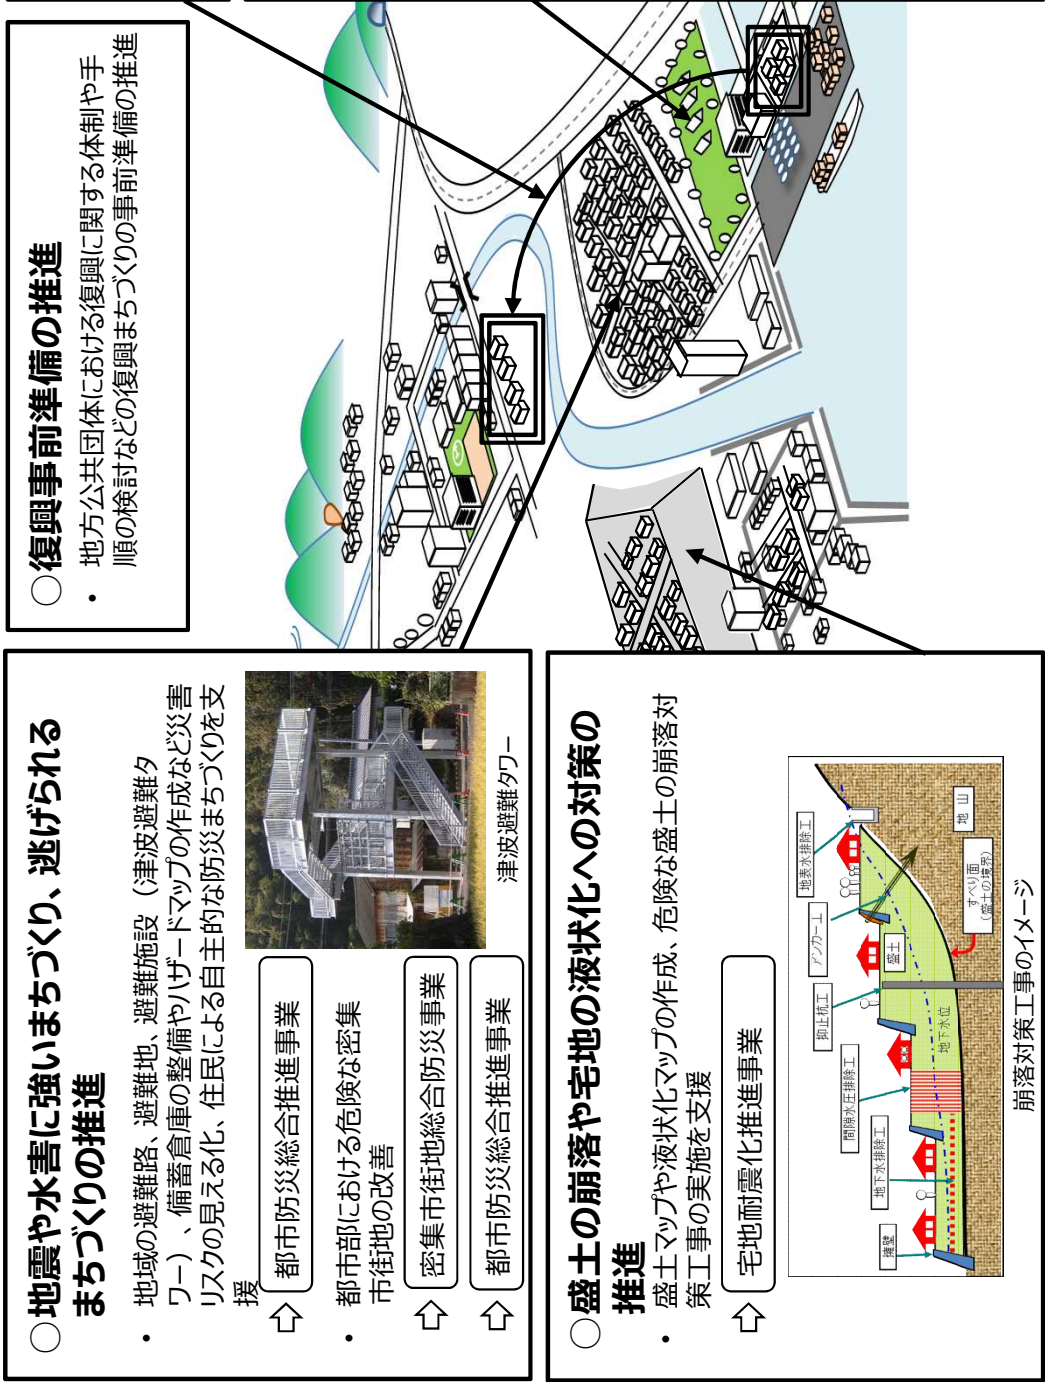 ○地震や水害に強いまちづくり、逃げられる
まちづくりの推進
・ 地域の避難路、避難地、避難施設（津波避難タ
ワー）、備蓄倉庫の整備やハザードマップの作成など災害
リスクの見える化、住民による自主的な防災まちづくりを支
援
⇨ 都市防災総合推進事業
・ 都市部における危険な密集
市街地の改善
⇨ 密集市街地総合防災事業
⇨ 都市防災総合推進事業
津波避難タワー
○復興事前準備の推進
・ 地方公共団体における復興に関する体制や手
順の検討などの復興まちづくりの事前準備の推進
○盛土の崩落や宅地の液状化への対策の
推進
・ 盛土マップや液状化マップの作成、危険な盛土の崩落対
策工事の実施を支援
⇨ 宅地耐震化推進事業
擁壁
地下水排除工
間隙水圧排除工
抑止杭工
アンカー工
地表水排除工
盛土
地下水位
すべり面
（盛土の境界）
地山
崩落対策工事のイメージ